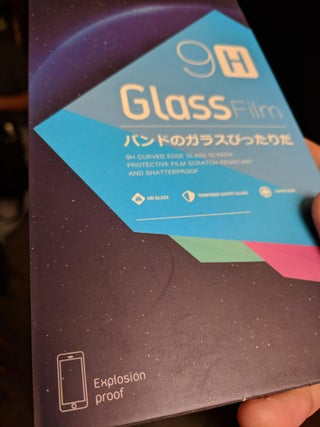 9H
Glass Film
バンドのガラスぴったりだ
9H CURVED EDGE GLASS SCREEN
PROTECTIVE FILM SCRATCH RESISTANT
AND SHATTERPROOF
HD GLASS TEMPERED SAFETY GLASS
Explosion
proof